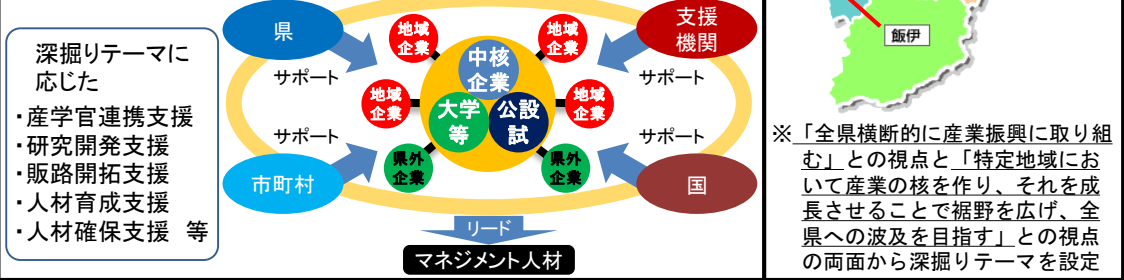 深掘りテーマに
応じた
・産学官連携支援
・研究開発支援
・販路開拓支援
・人材育成支援
・人材確保支援 等
県
支援
機関
市町村
国
サポート
サポート
サポート
サポート
地域
企業
地域
企業
地域
企業
地域
企業
県外
企業
県外
企業
中核
企業
大学
等
公設
試
リード
マネジメント人材
飯伊
※「全県横断的に産業振興に取り組
む」との視点と「特定地域にお
いて産業の核を作り、それを成
長させることで裾野を広げ、全
県への波及を目指す」との視点
の両面から深掘りテーマを設定